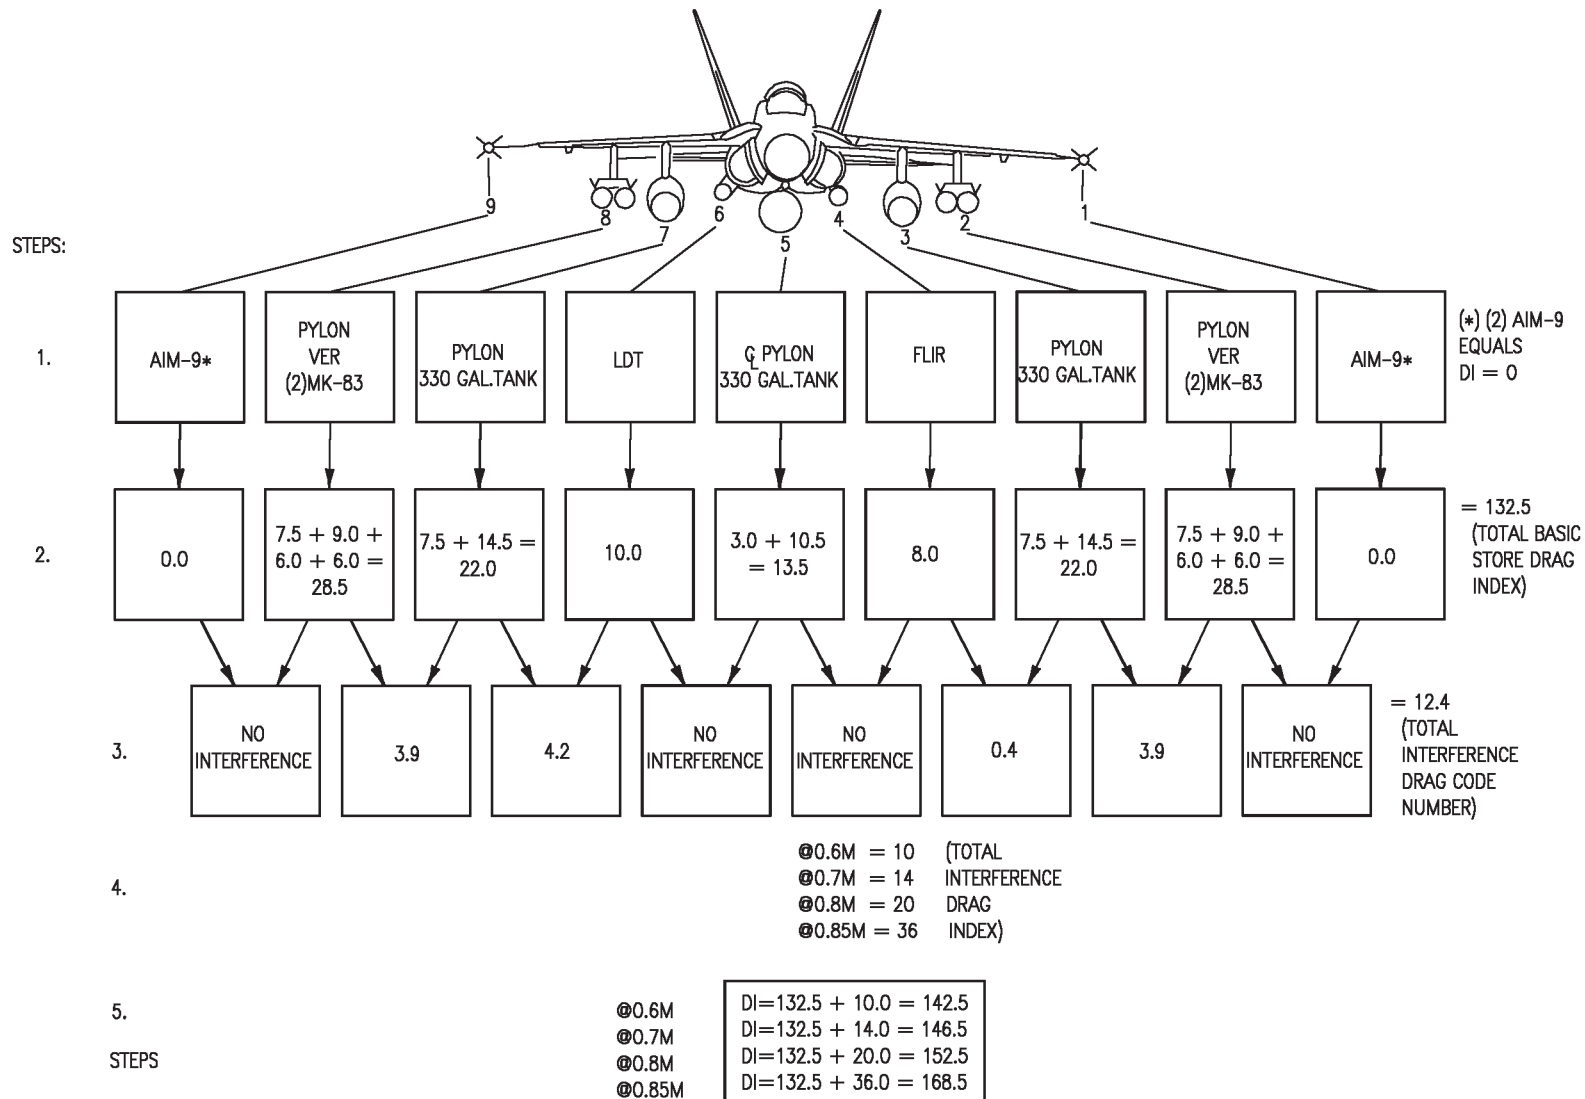 9
8
7
6
5
4
3
2
1
STEPS:
1.
AIM-9*
PYLON
VER
(2)MK-83
PYLON
330 GAL.TANK
LDT
℄ PYLON
330 GAL.TANK
FLIR
PYLON
330 GAL.TANK
PYLON
VER
(2)MK-83
AIM-9*
(*) (2) AIM-9
EQUALS
DI = 0
2.
0.0
7.5 + 9.0 +
6.0 + 6.0 =
28.5
7.5 + 14.5 =
22.0
10.0
3.0 + 10.5
= 13.5
8.0
7.5 + 14.5 =
22.0
7.5 + 9.0 +
6.0 + 6.0 =
28.5
0.0
= 132.5
(TOTAL BASIC
STORE DRAG
INDEX)
3.
NO
INTERFERENCE
3.9
4.2
NO
INTERFERENCE
NO
INTERFERENCE
0.4
3.9
NO
INTERFERENCE
= 12.4
(TOTAL
INTERFERENCE
DRAG CODE
NUMBER)
4.
@0.6M = 10 (TOTAL
@0.7M = 14 INTERFERENCE
@0.8M = 20 DRAG
@0.85M = 36 INDEX)
5.
STEPS
@0.6M DI=132.5 + 10.0 = 142.5
@0.7M DI=132.5 + 14.0 = 146.5
@0.8M DI=132.5 + 20.0 = 152.5
@0.85M DI=132.5 + 36.0 = 168.5